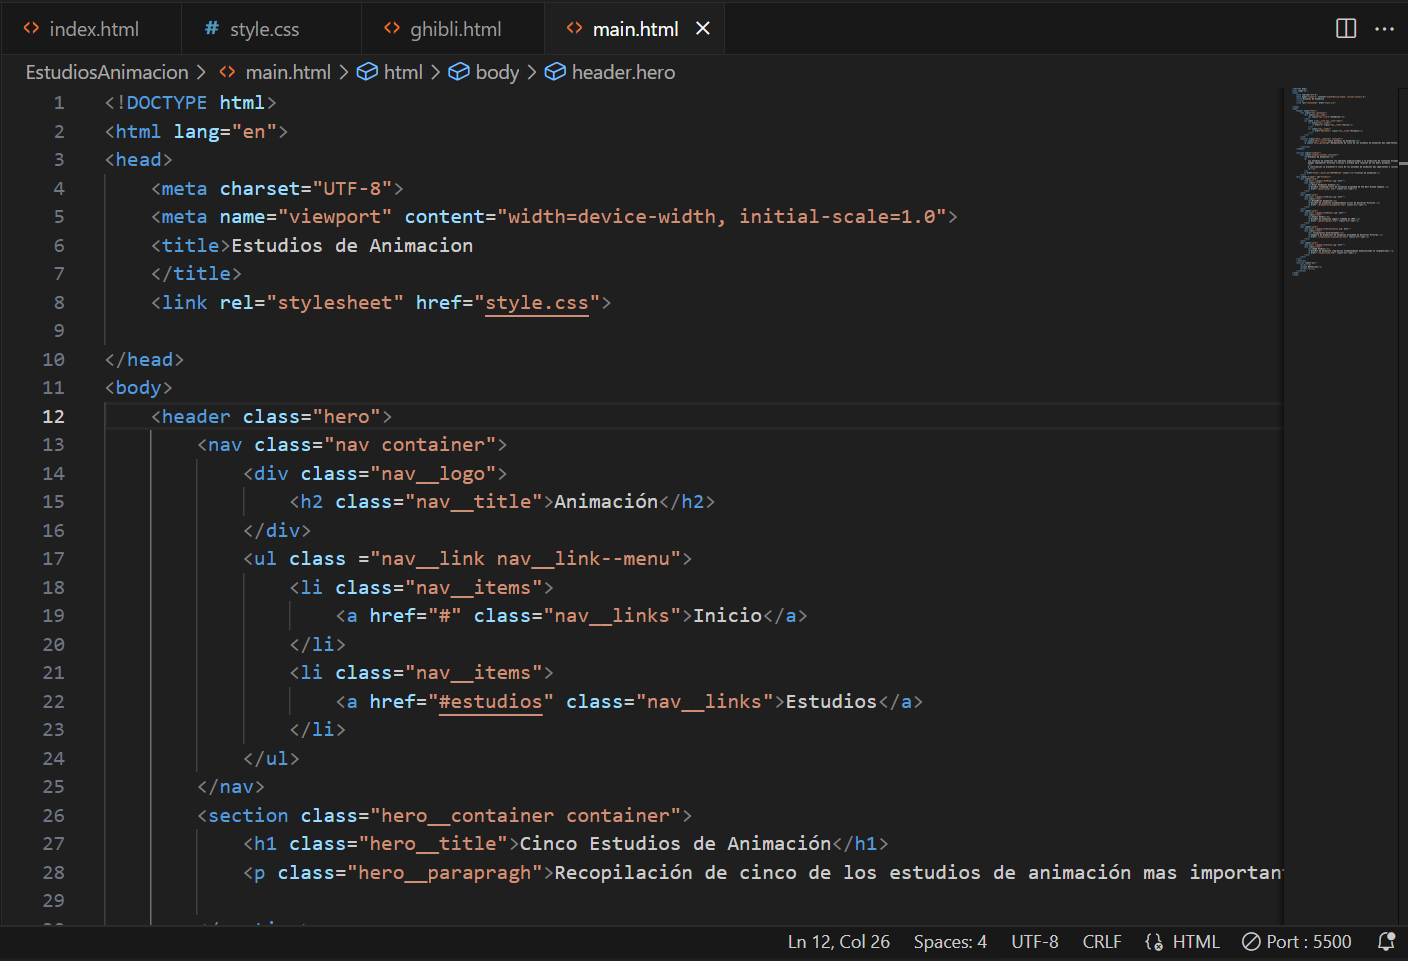 index.html
style.css
ghibli.html
main.html
EstudiosAnimacion > main.html > html > body > header.hero
1 <!DOCTYPE html>
2 <html lang="en">
3 <head>
4     <meta charset="UTF-8">
5     <meta name="viewport" content="width=device-width, initial-scale=1.0">
6     <title>Estudios de Animacion
7     </title>
8     <link rel="stylesheet" href="style.css">
9
10 </head>
11 <body>
12     <header class="hero">
13         <nav class="nav container">
14             <div class="nav__logo">
15                 <h2 class="nav__title">Animación</h2>
16             </div>
17             <ul class ="nav__link nav__link--menu">
18                 <li class="nav__items">
19                     <a href="#" class="nav__links">Inicio</a>
20                 </li>
21                 <li class="nav__items">
22                     <a href="#estudios" class="nav__links">Estudios</a>
23                 </li>
24             </ul>
25         </nav>
26         <section class="hero__container container">
27             <h1 class="hero__title">Cinco Estudios de Animación</h1>
28             <p class="hero__parapragh">Recopilación de cinco de los estudios de animación mas importan
29
Ln 12, Col 26 Spaces: 4 UTF-8 CRLF HTML Port : 5500